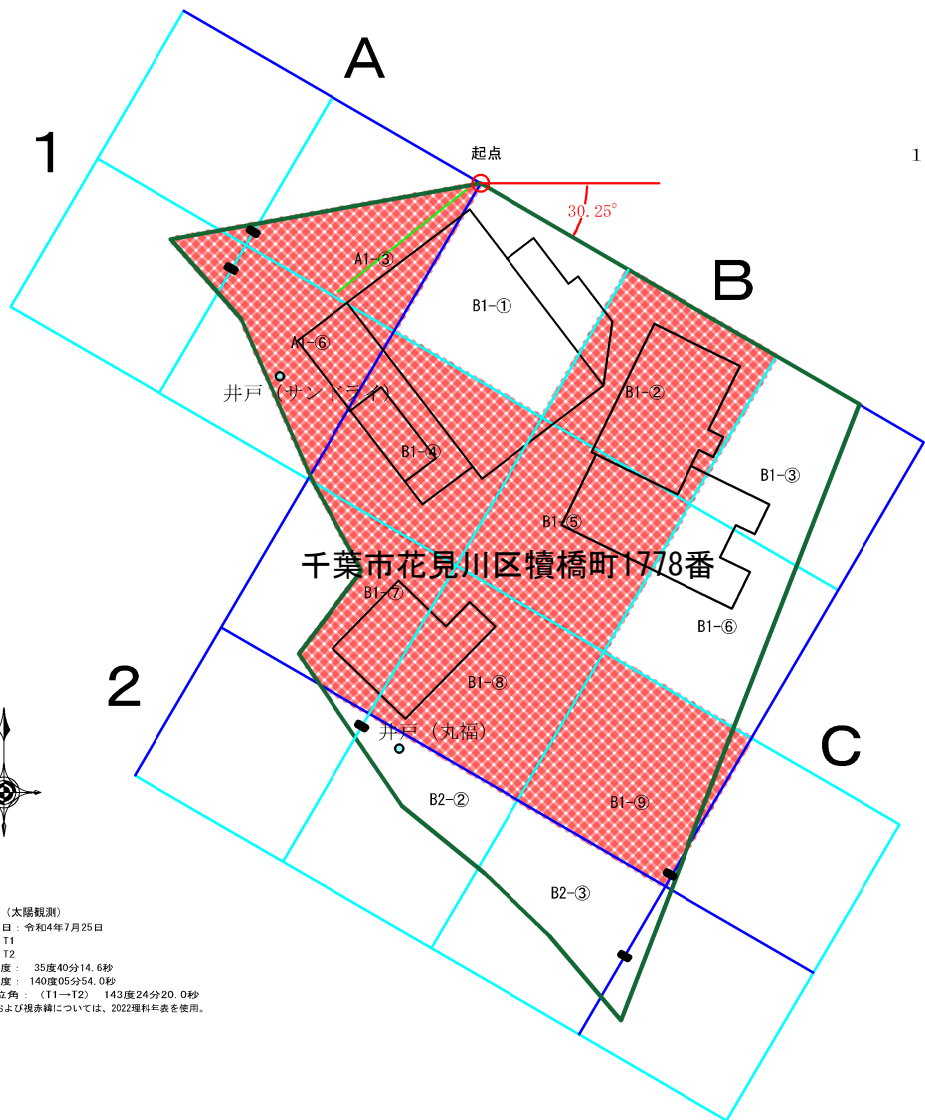 A
1
起点
1
30.25°
B
A1-③
B1-①
A1-⑥
B1-②
井戸（サンドライ）
B1-④
B1-③
B1-⑤
千葉市花見川区犢橋町1778番
B1-⑦
B1-⑥
2
B1-⑧
井戸（丸福）
C
B2-②
B1-⑨
B2-③
（太陽観測）
日：令和4年7月25日
T1
T2
度： 35度40分14.6秒
度： 140度05分54.0秒
立角：（T1→T2） 143度24分20.0秒
および視赤緯については、2022理科年表を使用。